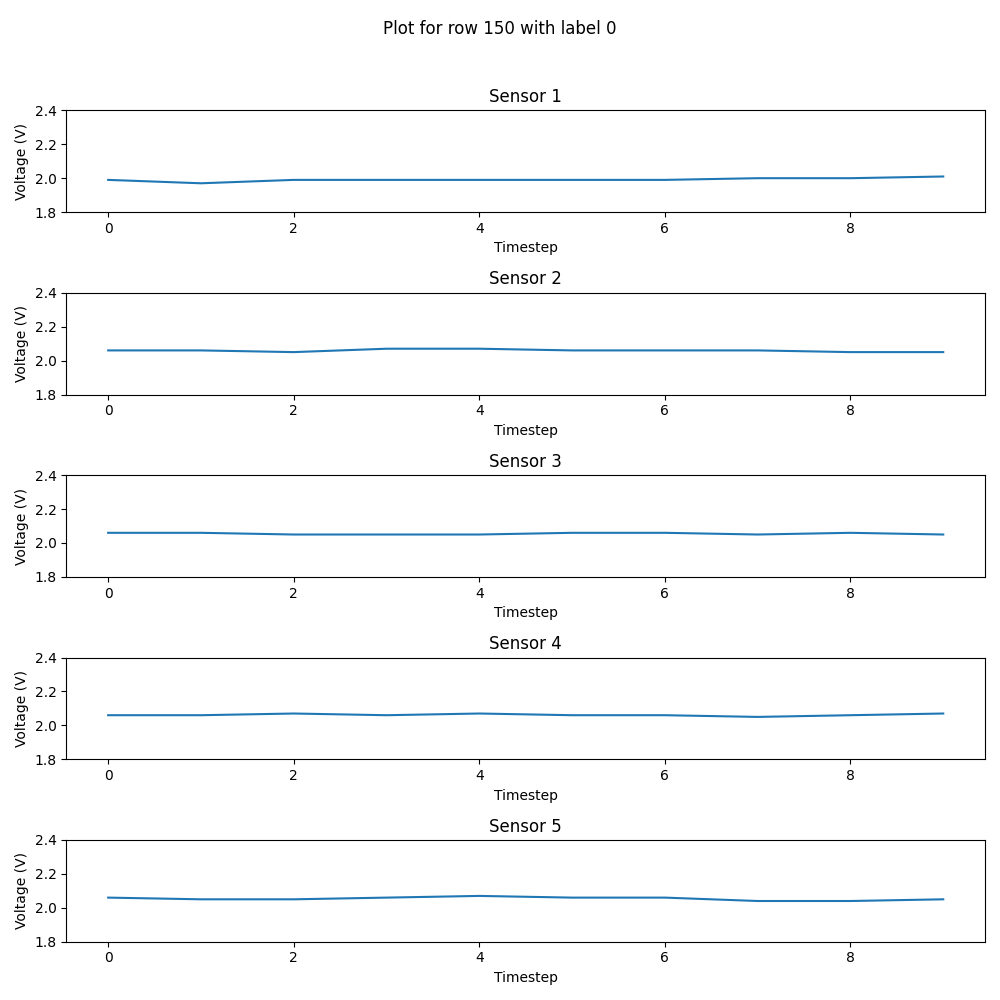 Plot for row 150 with label 0
Sensor 1
2.4
2.2
2.0
1.8
Voltage (V)
0 2 4 6 8
Timestep
Sensor 2
2.4
2.2
2.0
1.8
Voltage (V)
0 2 4 6 8
Timestep
Sensor 3
2.4
2.2
2.0
1.8
Voltage (V)
0 2 4 6 8
Timestep
Sensor 4
2.4
2.2
2.0
1.8
Voltage (V)
0 2 4 6 8
Timestep
Sensor 5
2.4
2.2
2.0
1.8
Voltage (V)
0 2 4 6 8
Timestep